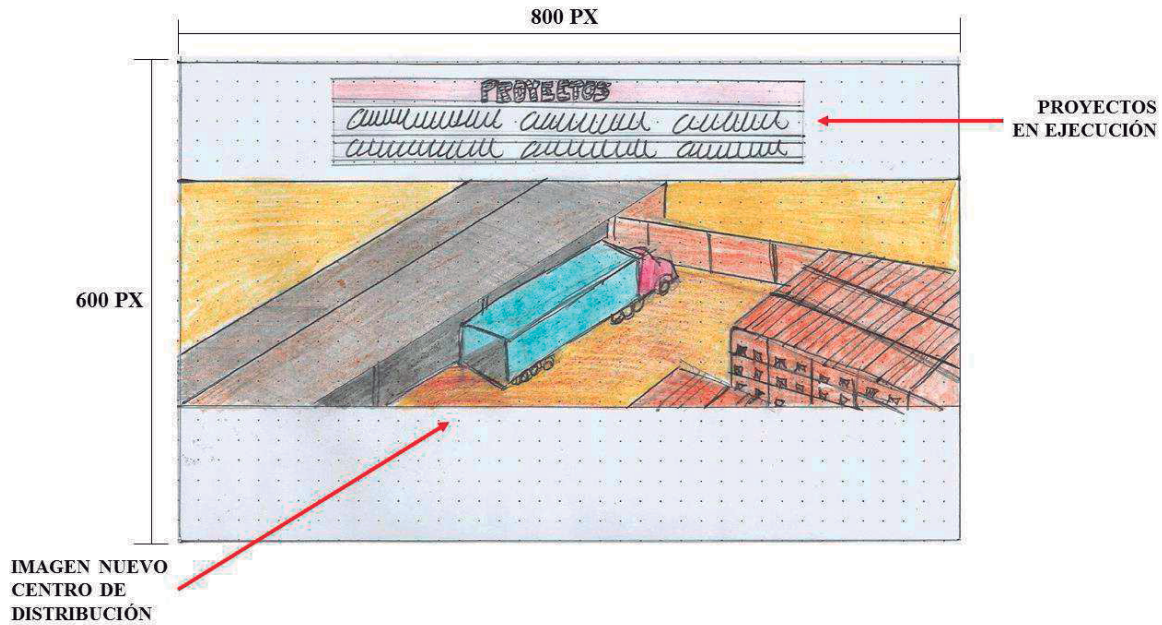 800 PX
PROYECTOS
PROYECTOS
EN EJECUCIÓN
600 PX
IMAGEN NUEVO
CENTRO DE
DISTRIBUCIÓN